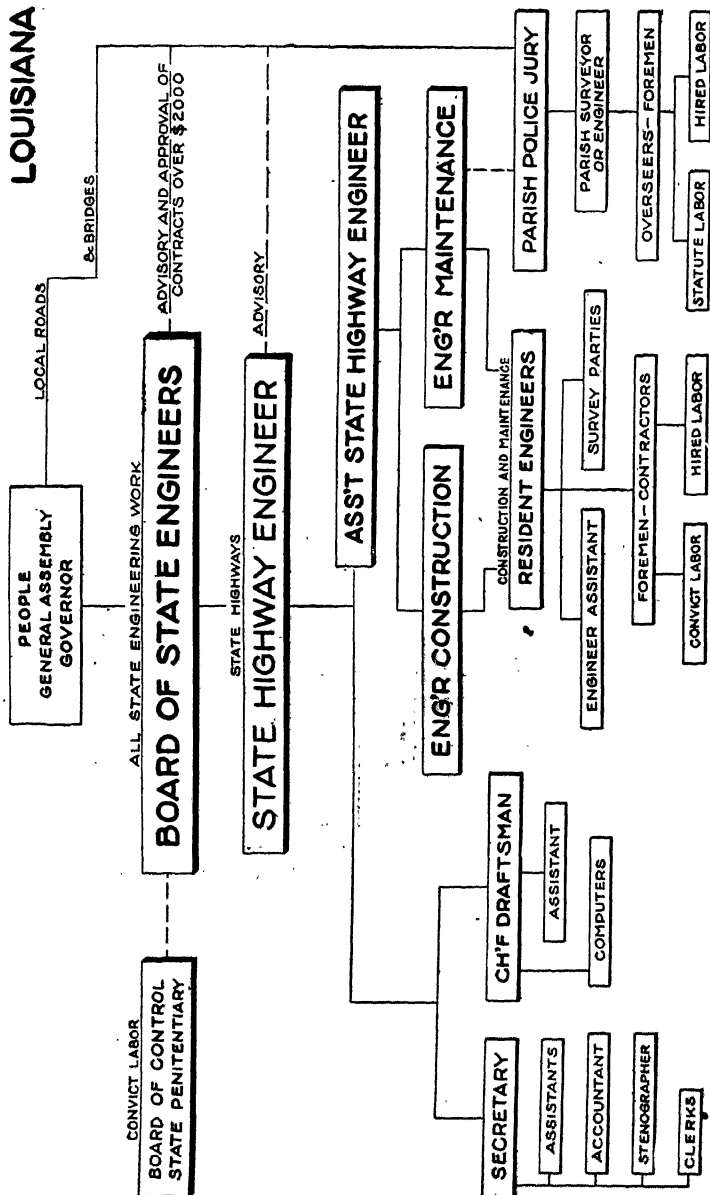 LOUISIANA
PEOPLE
GENERAL ASSEMBLY
GOVERNOR
LOCAL ROADS
& BRIDGES
ALL STATE ENGINEERING WORK
BOARD OF STATE ENGINEERS
ADVISORY AND APPROVAL OF
CONTRACTS OVER $2000
CONVICT LABOR
BOARD OF CONTROL
STATE PENITENTIARY
STATE HIGHWAYS
STATE HIGHWAY ENGINEER
ADVISORY
ASS'T STATE HIGHWAY ENGINEER
ENG'R CONSTRUCTION
ENG'R MAINTENANCE
CONSTRUCTION AND MAINTENANCE
SECRETARY
CH'F DRAFTSMAN
RESIDENT ENGINEERS
PARISH POLICE JURY
ASSISTANTS
ASSISTANT
ENGINEER ASSISTANT
SURVEY PARTIES
PARISH SURVEYOR
OR ENGINEER
ACCOUNTANT
COMPUTERS
STENOGRAPHER
FOREMEN-CONTRACTORS
OVERSEERS-FOREMEN
CLERKS
CONVICT LABOR
HIRED LABOR
STATUTE LABOR
HIRED LABOR